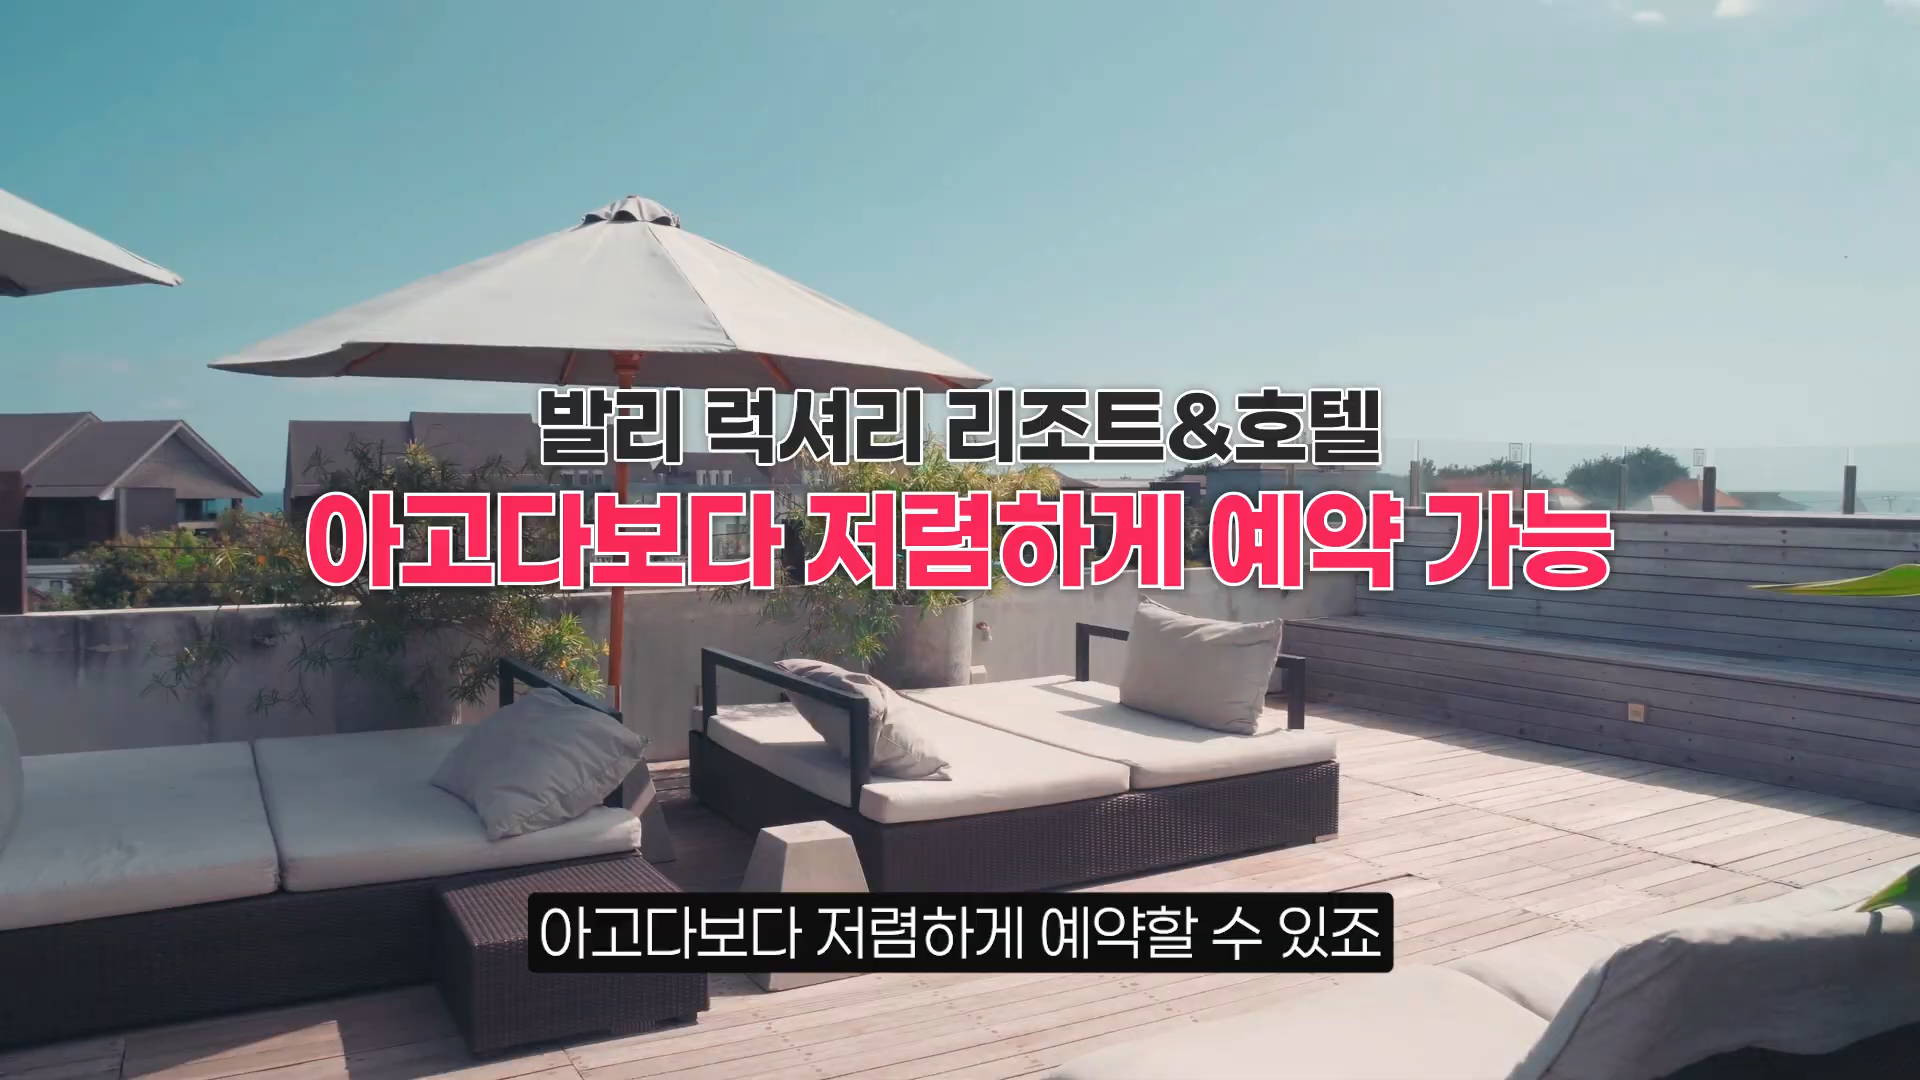 발리 럭셔리 리조트&호텔
아고다보다 저렴하게 예약 가능
아고다보다 저렴하게 예약할 수 있죠